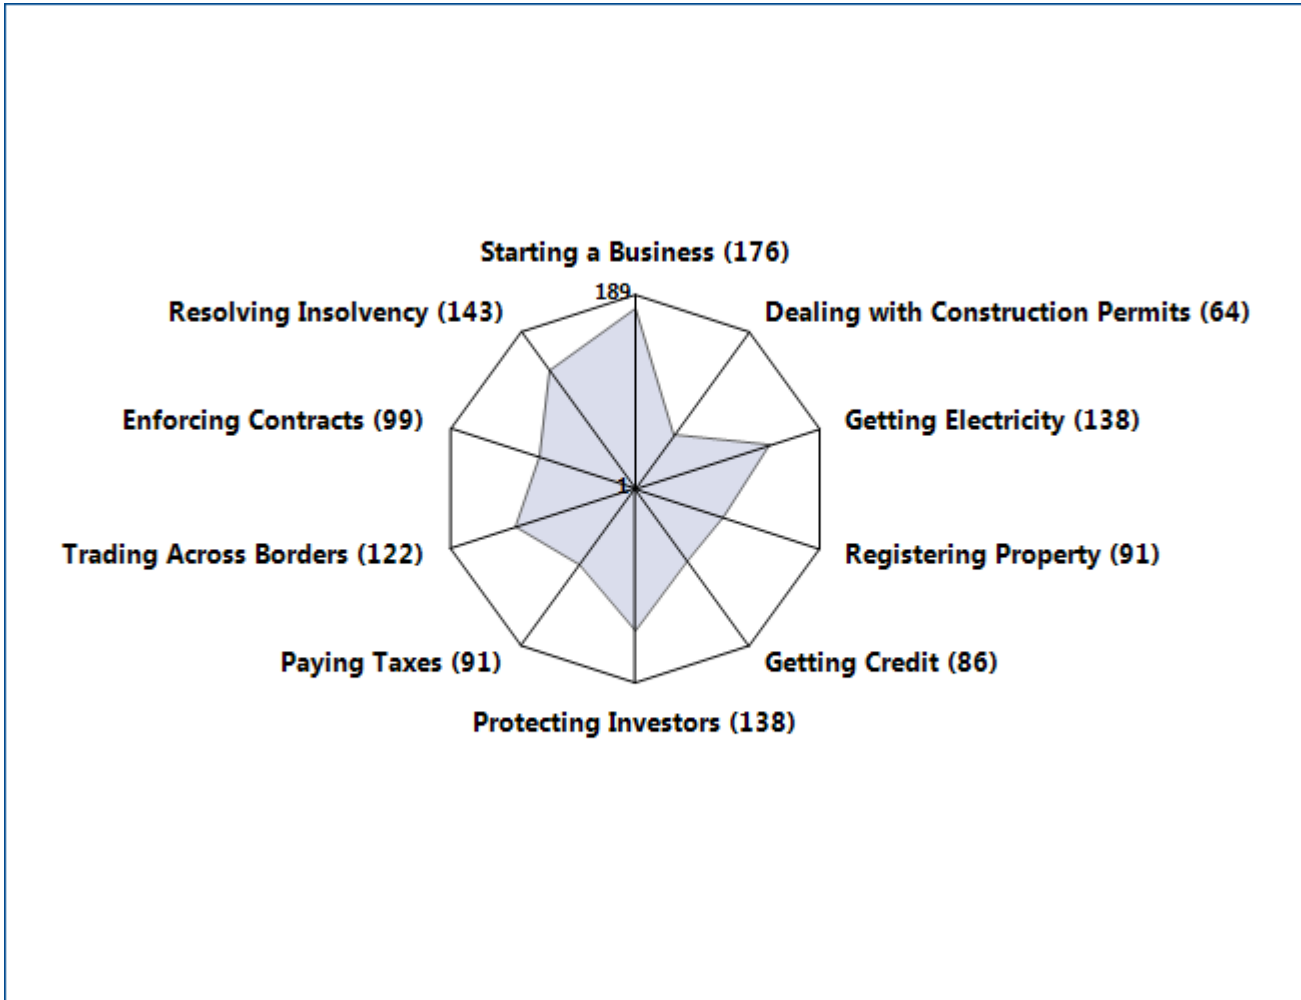 Starting a Business (176)
189
Resolving Insolvency (143)
Dealing with Construction Permits (64)
Enforcing Contracts (99)
Getting Electricity (138)
1
Trading Across Borders (122)
Registering Property (91)
Paying Taxes (91)
Getting Credit (86)
Protecting Investors (138)